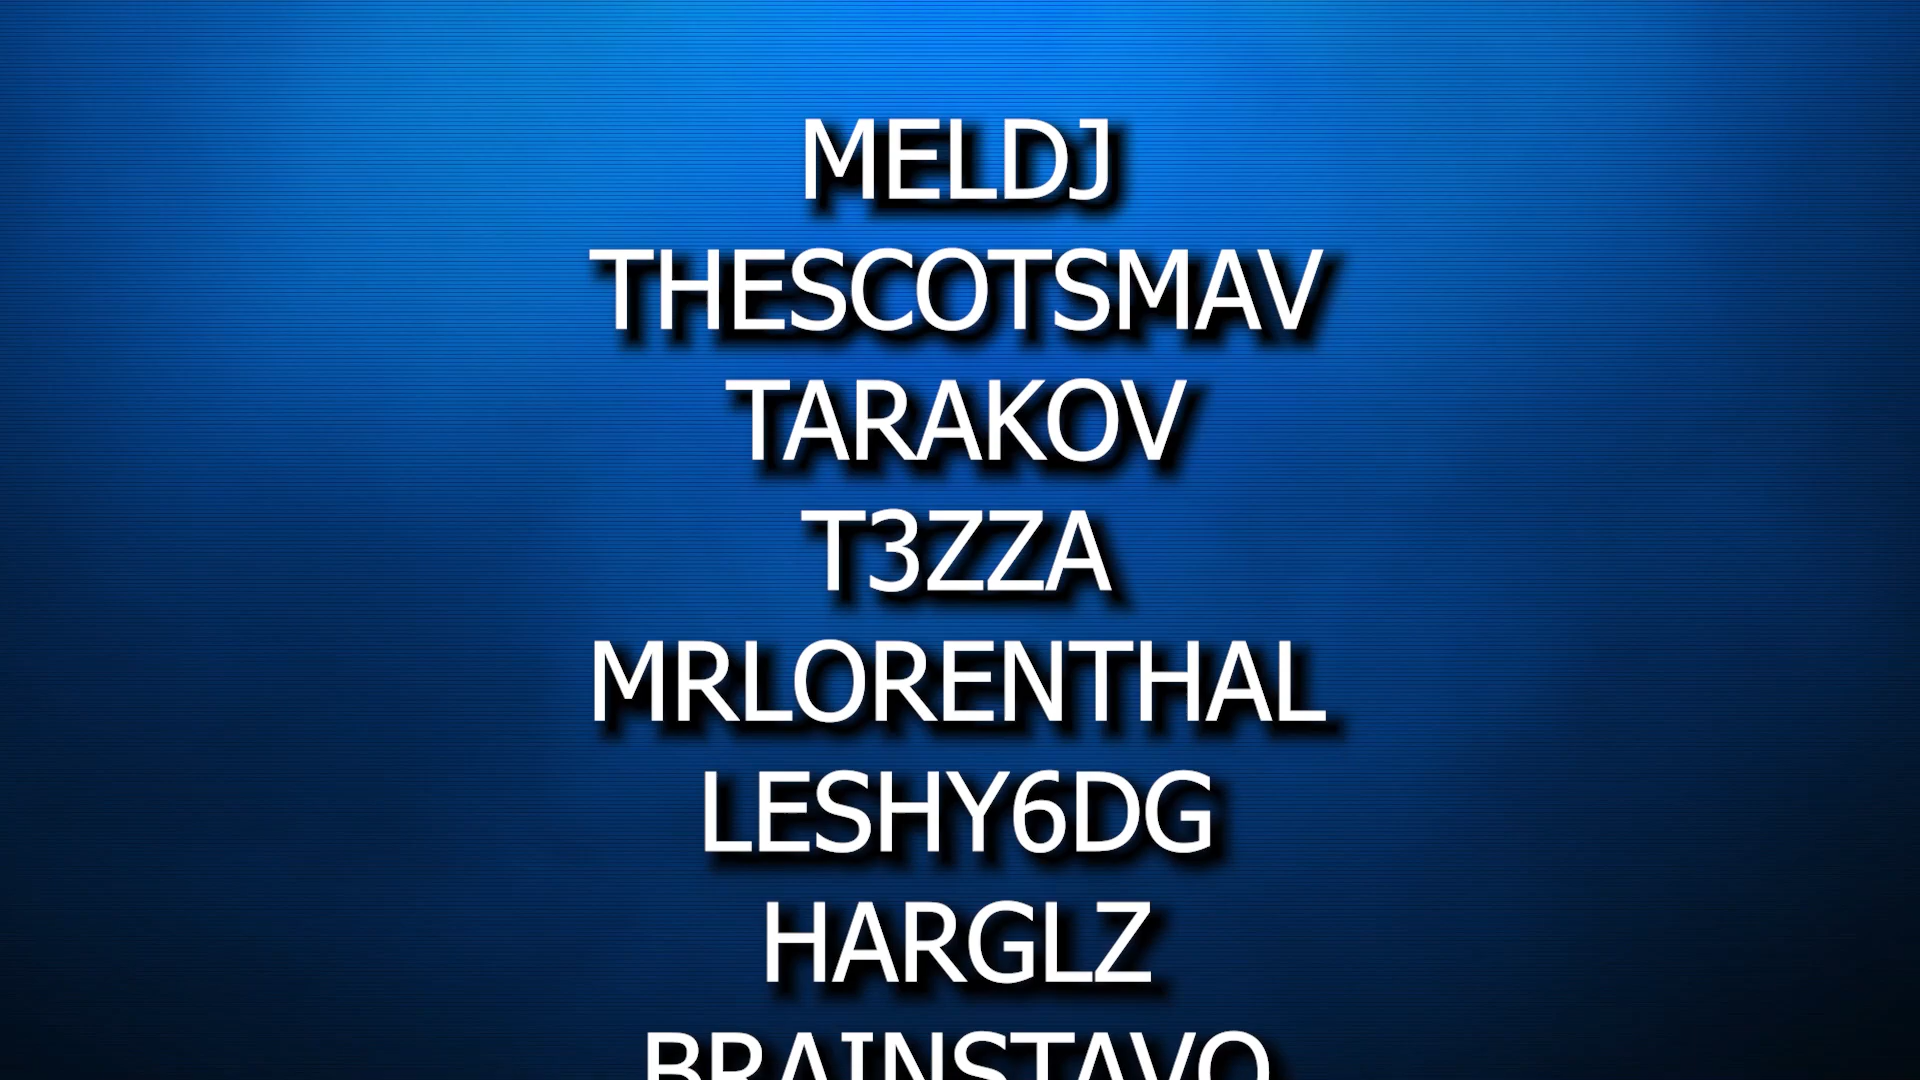 MELDJ
THESCOTSMAV
TARAKOV
T3ZZA
MRLORENTHAL
LESHY6DG
HARGLZ